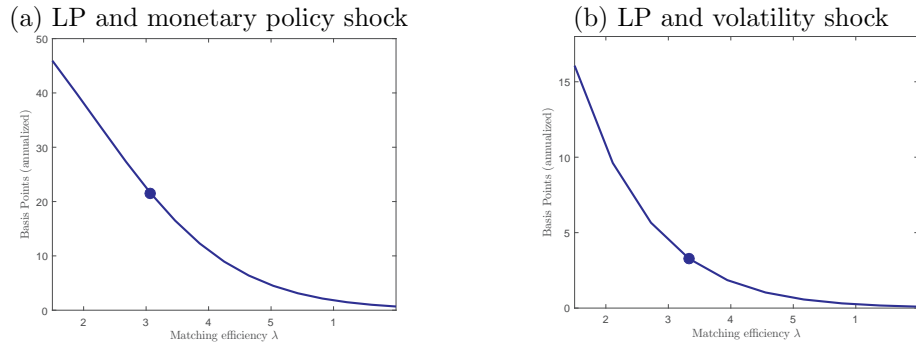 (a) LP and monetary policy shock
50
40
30
20
10
0
Basis Points (annualized)
2 3 4 5 1
Matching efficiency λ
(b) LP and volatility shock
15
10
5
0
Basis Points (annualized)
2 3 4 5 1
Matching efficiency λ